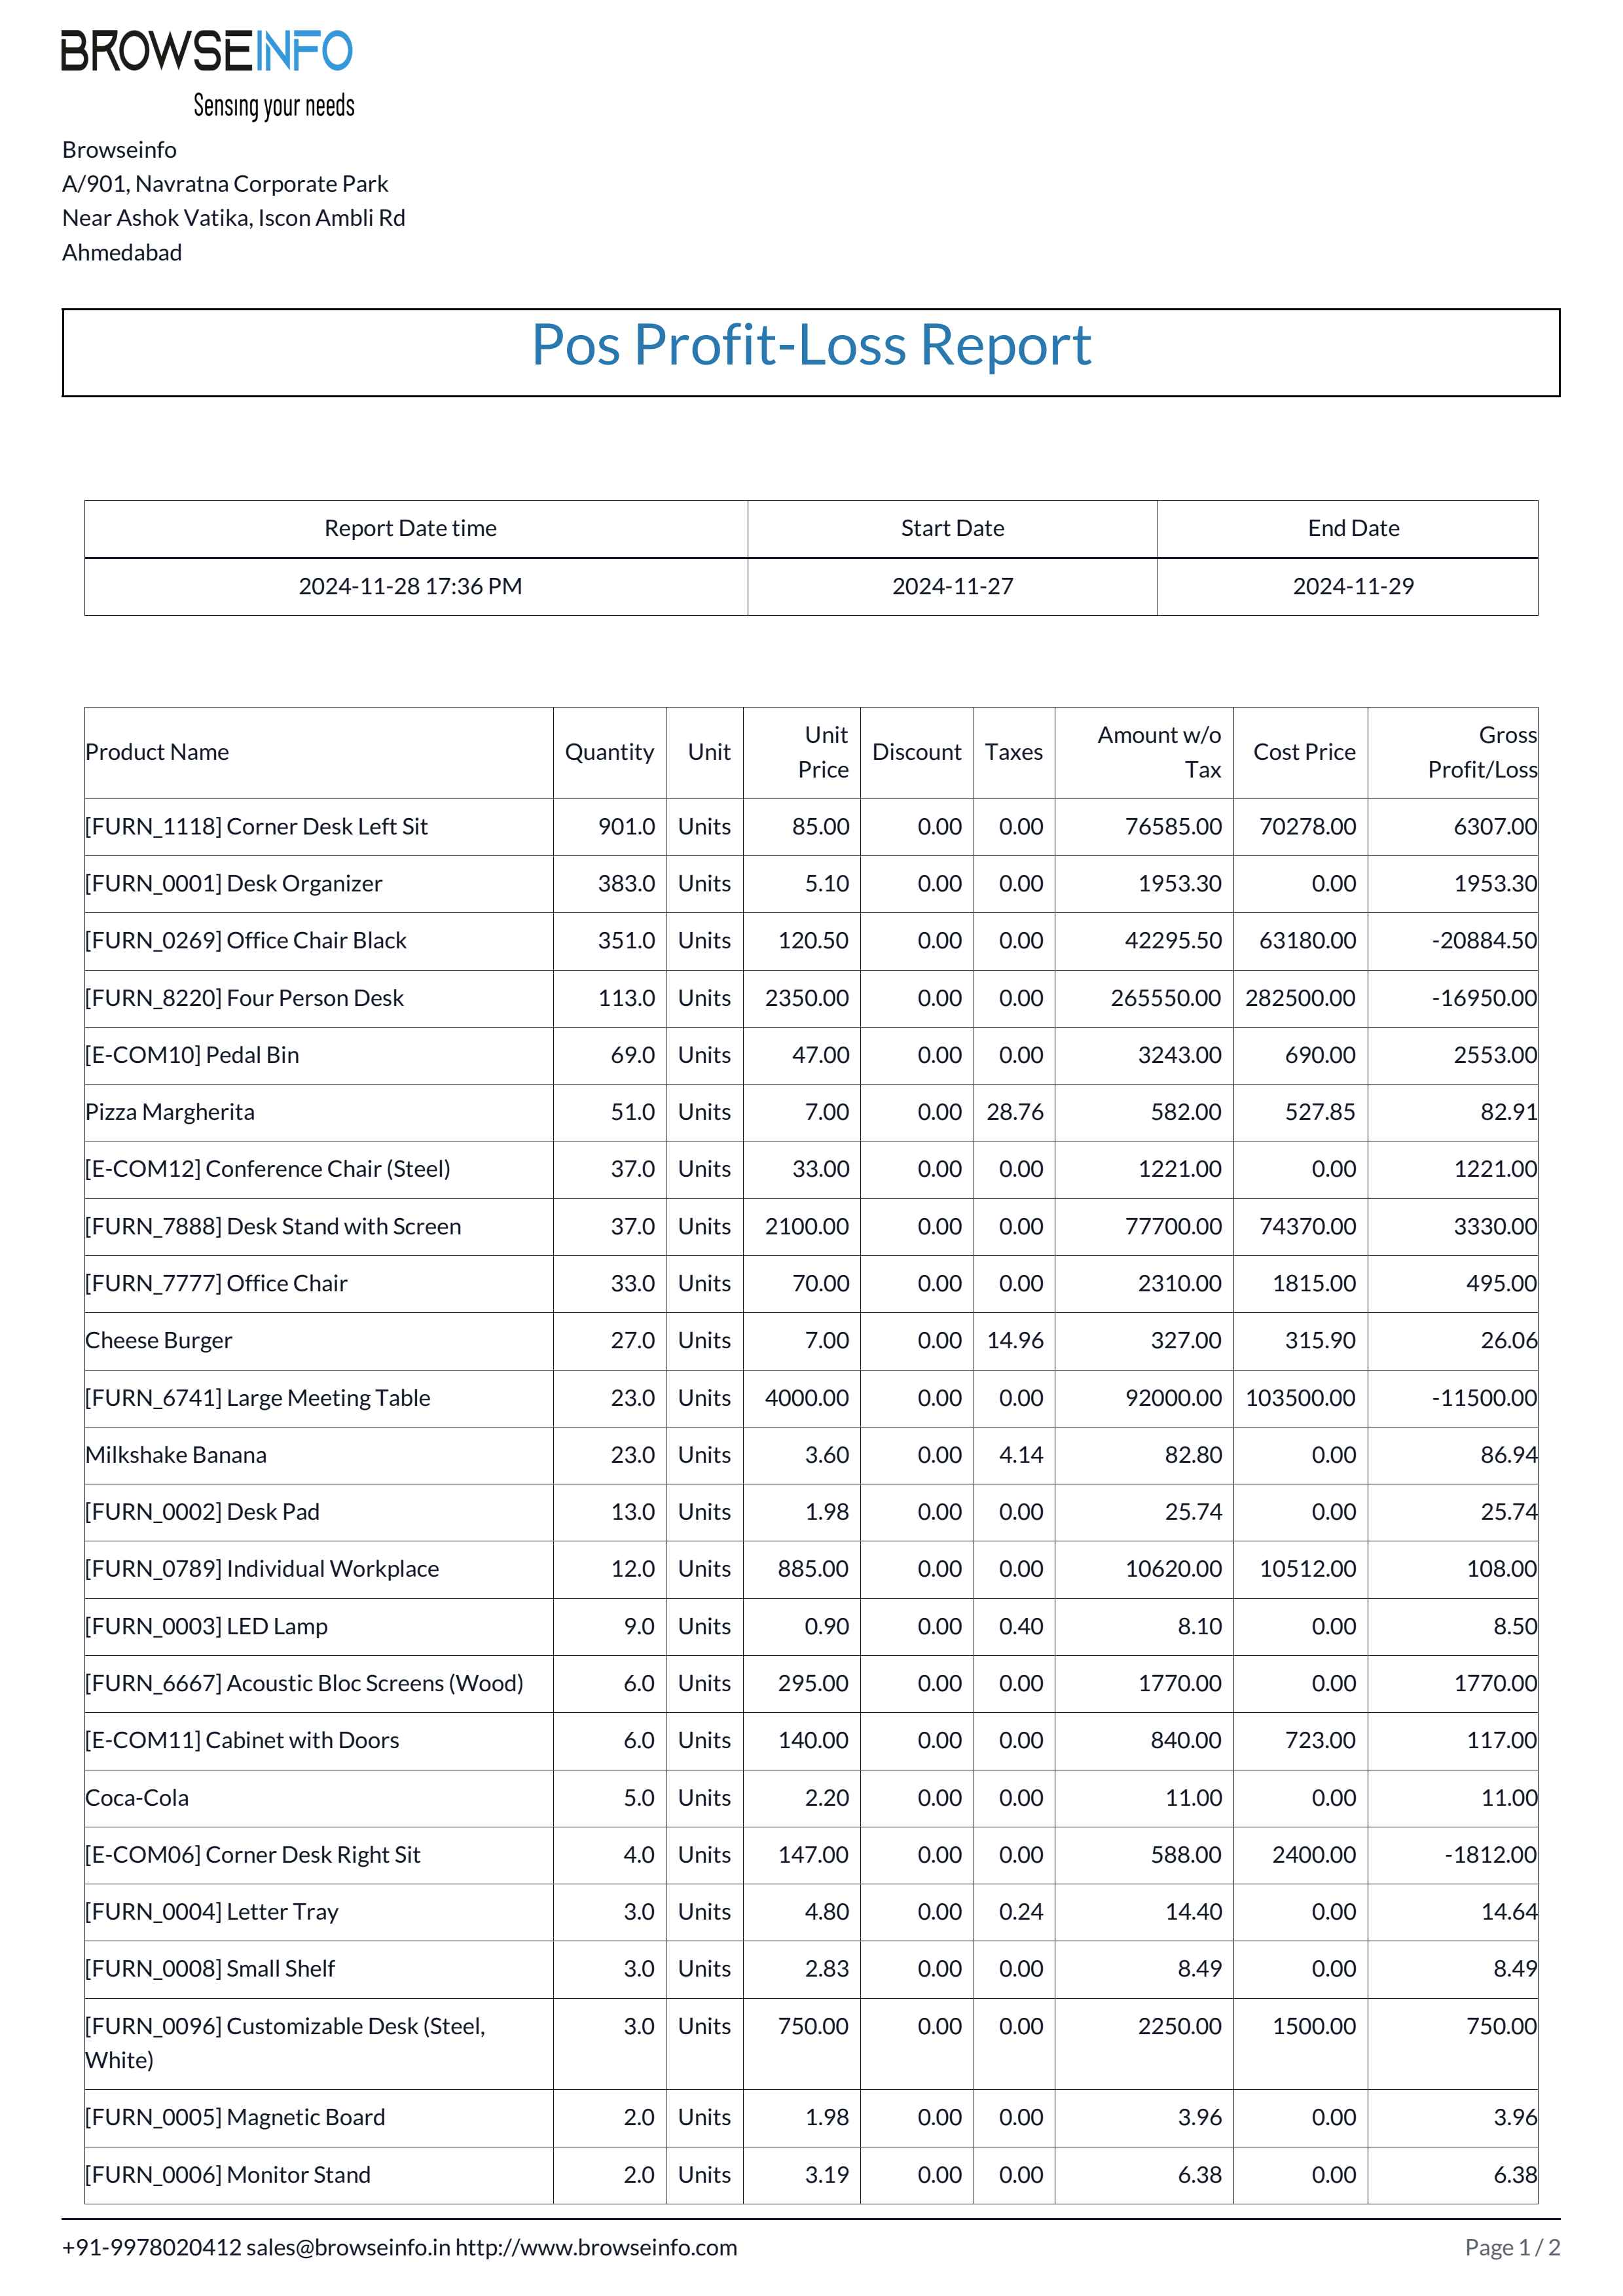 BROWSEINFO
Sensing your needs
Browseinfo
A/901, Navratna Corporate Park
Near Ashok Vatika, Iscon Ambli Rd
Ahmedabad
Pos Profit-Loss Report
Report Date time Start Date End Date
2024-11-28 17:36 PM 2024-11-27 2024-11-29
Product Name Quantity Unit Unit Price Discount Taxes Amount w/o Tax Cost Price Gross Profit/Loss
[FURN_1118] Corner Desk Left Sit 901.0 Units 85.00 0.00 0.00 76585.00 70278.00 6307.00
[FURN_0001] Desk Organizer 383.0 Units 5.10 0.00 0.00 1953.30 0.00 1953.30
[FURN_0269] Office Chair Black 351.0 Units 120.50 0.00 0.00 42295.50 63180.00 -20884.50
[FURN_8220] Four Person Desk 113.0 Units 2350.00 0.00 0.00 265550.00 282500.00 -16950.00
[E-COM10] Pedal Bin 69.0 Units 47.00 0.00 0.00 3243.00 690.00 2553.00
Pizza Margherita 51.0 Units 7.00 0.00 28.76 582.00 527.85 82.91
[E-COM12] Conference Chair (Steel) 37.0 Units 33.00 0.00 0.00 1221.00 0.00 1221.00
[FURN_7888] Desk Stand with Screen 37.0 Units 2100.00 0.00 0.00 77700.00 74370.00 3330.00
[FURN_7777] Office Chair 33.0 Units 70.00 0.00 0.00 2310.00 1815.00 495.00
Cheese Burger 27.0 Units 7.00 0.00 14.96 327.00 315.90 26.06
[FURN_6741] Large Meeting Table 23.0 Units 4000.00 0.00 0.00 92000.00 103500.00 -11500.00
Milkshake Banana 23.0 Units 3.60 0.00 4.14 82.80 0.00 86.94
[FURN_0002] Desk Pad 13.0 Units 1.98 0.00 0.00 25.74 0.00 25.74
[FURN_0789] Individual Workplace 12.0 Units 885.00 0.00 0.00 10620.00 10512.00 108.00
[FURN_0003] LED Lamp 9.0 Units 0.90 0.00 0.40 8.10 0.00 8.50
[FURN_6667] Acoustic Bloc Screens (Wood) 6.0 Units 295.00 0.00 0.00 1770.00 0.00 1770.00
[E-COM11] Cabinet with Doors 6.0 Units 140.00 0.00 0.00 840.00 723.00 117.00
Coca-Cola 5.0 Units 2.20 0.00 0.00 11.00 0.00 11.00
[E-COM06] Corner Desk Right Sit 4.0 Units 147.00 0.00 0.00 588.00 2400.00 -1812.00
[FURN_0004] Letter Tray 3.0 Units 4.80 0.00 0.24 14.40 0.00 14.64
[FURN_0008] Small Shelf 3.0 Units 2.83 0.00 0.00 8.49 0.00 8.49
[FURN_0096] Customizable Desk (Steel, 3.0 Units 750.00 0.00 0.00 2250.00 1500.00 750.00
White)
[FURN_0005] Magnetic Board 2.0 Units 1.98 0.00 0.00 3.96 0.00 3.96
[FURN_0006] Monitor Stand 2.0 Units 3.19 0.00 0.00 6.38 0.00 6.38
+91-9978020412 sales@browseinfo.in http://www.browseinfo.com Page 1 / 2